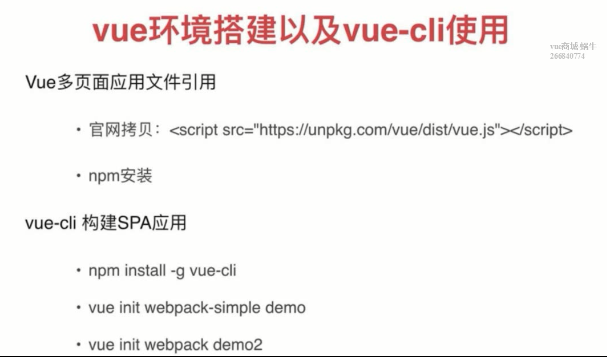 vue环境搭建以及vue-cli使用
vue商城 蜗牛
266840774
Vue多页面应用文件引用
• 官网拷贝：<script src="https://unpkg.com/vue/dist/vue.js"></script>
• npm安装
vue-cli 构建SPA应用
• npm install -g vue-cli
• vue init webpack-simple demo
• vue init webpack demo2